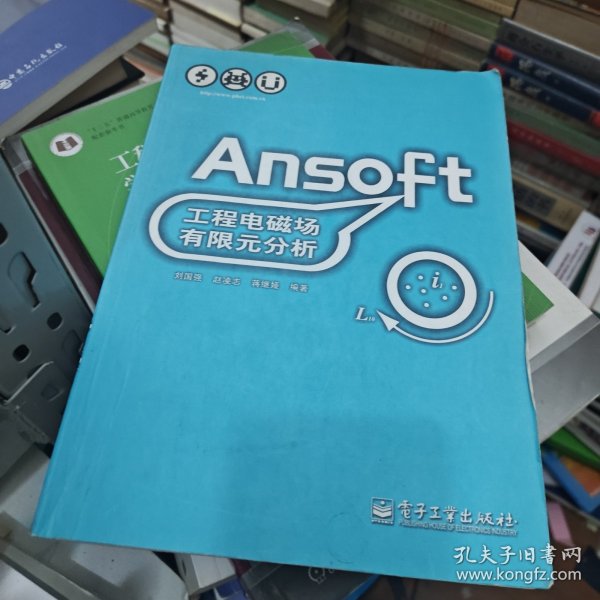 http://www.phei.com.cn
Ansoft
工程电磁场
有限元分析
刘国强 赵凌志 蒋继娅 编著
i
L
電子工業出版社
PUBLISHING HOUSE OF ELECTRONICS INDUSTRY
孔夫子旧书网
www.kongfz.com